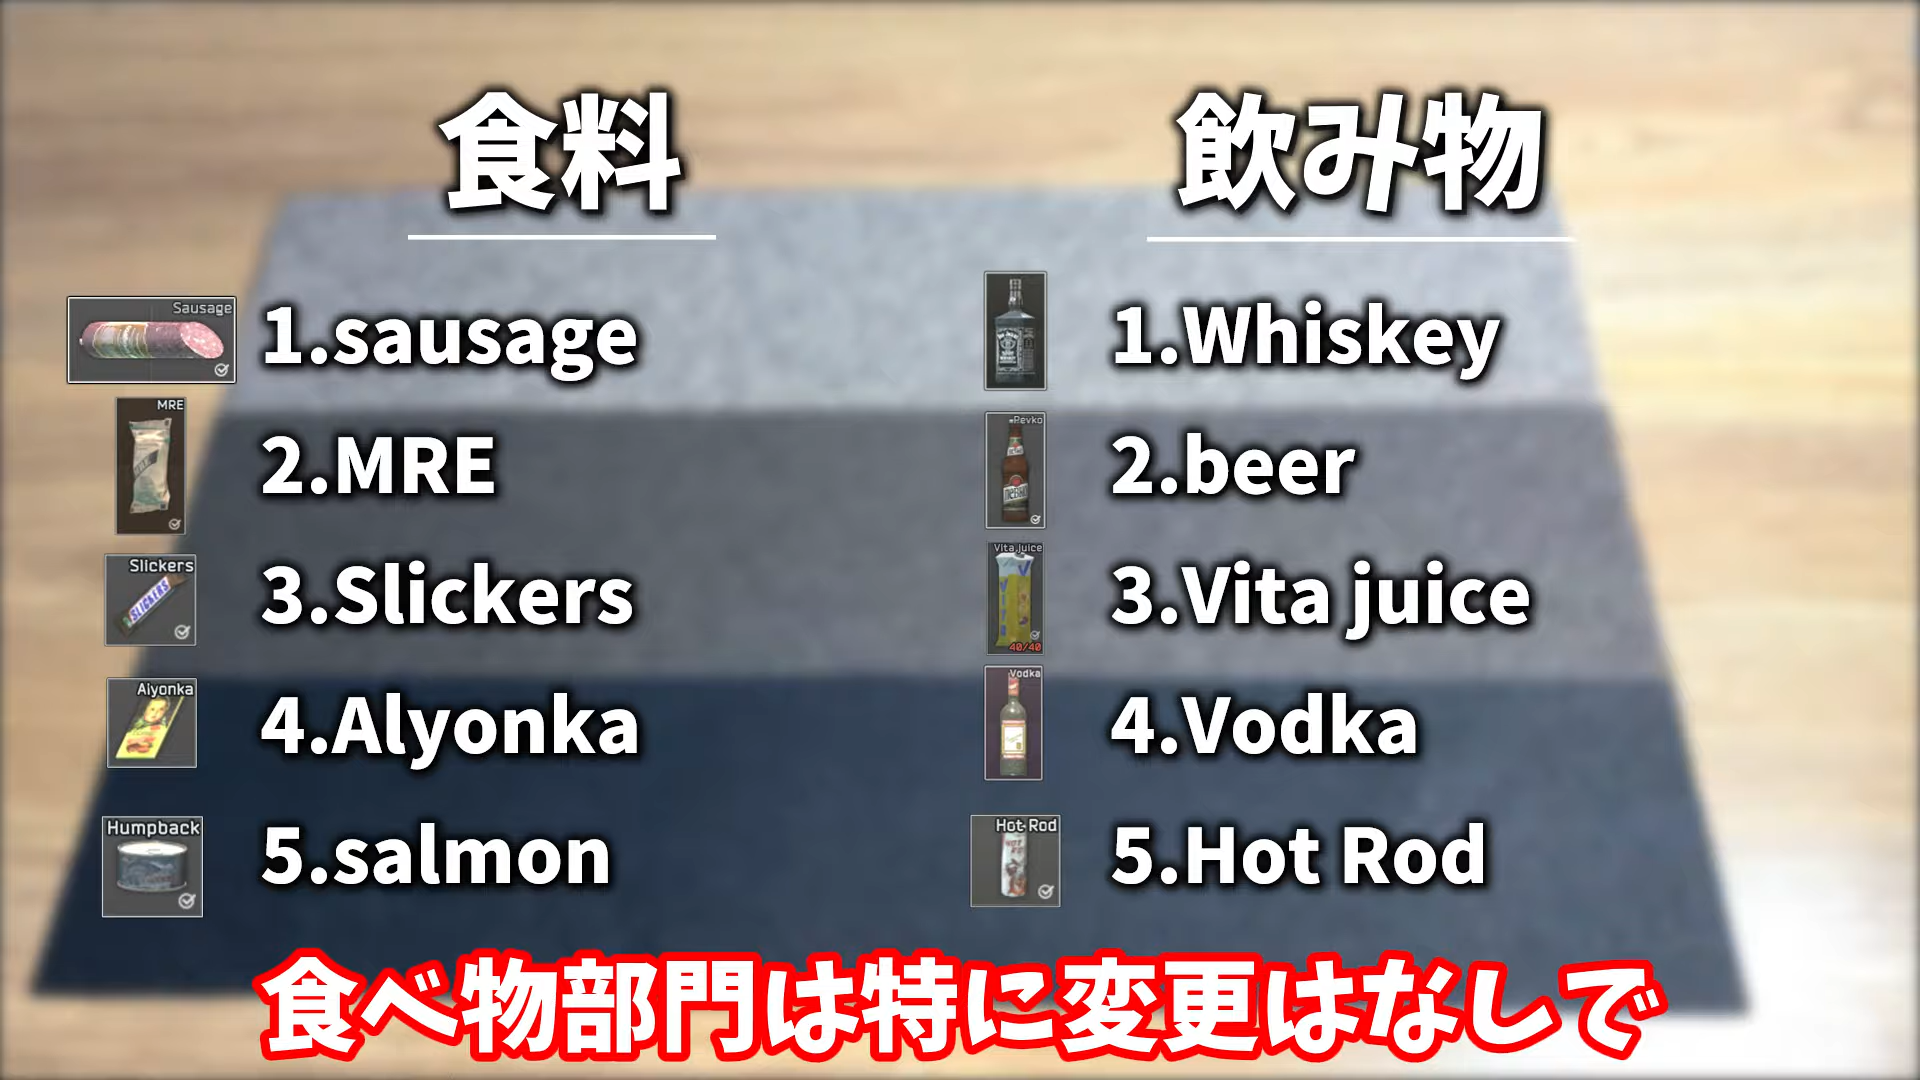 食料
Sausage
1.sausage
MRE
2.MRE
Slickers
SLICKERS
3.Slickers
Alyonka
4.Alyonka
Humpback
5.salmon
飲み物
1.Whiskey
Pevko
2.beer
Vita juice
40/40
3.Vita juice
Vodka
4.Vodka
Hot Rod
5.Hot Rod
食べ物部門は特に変更はなしで